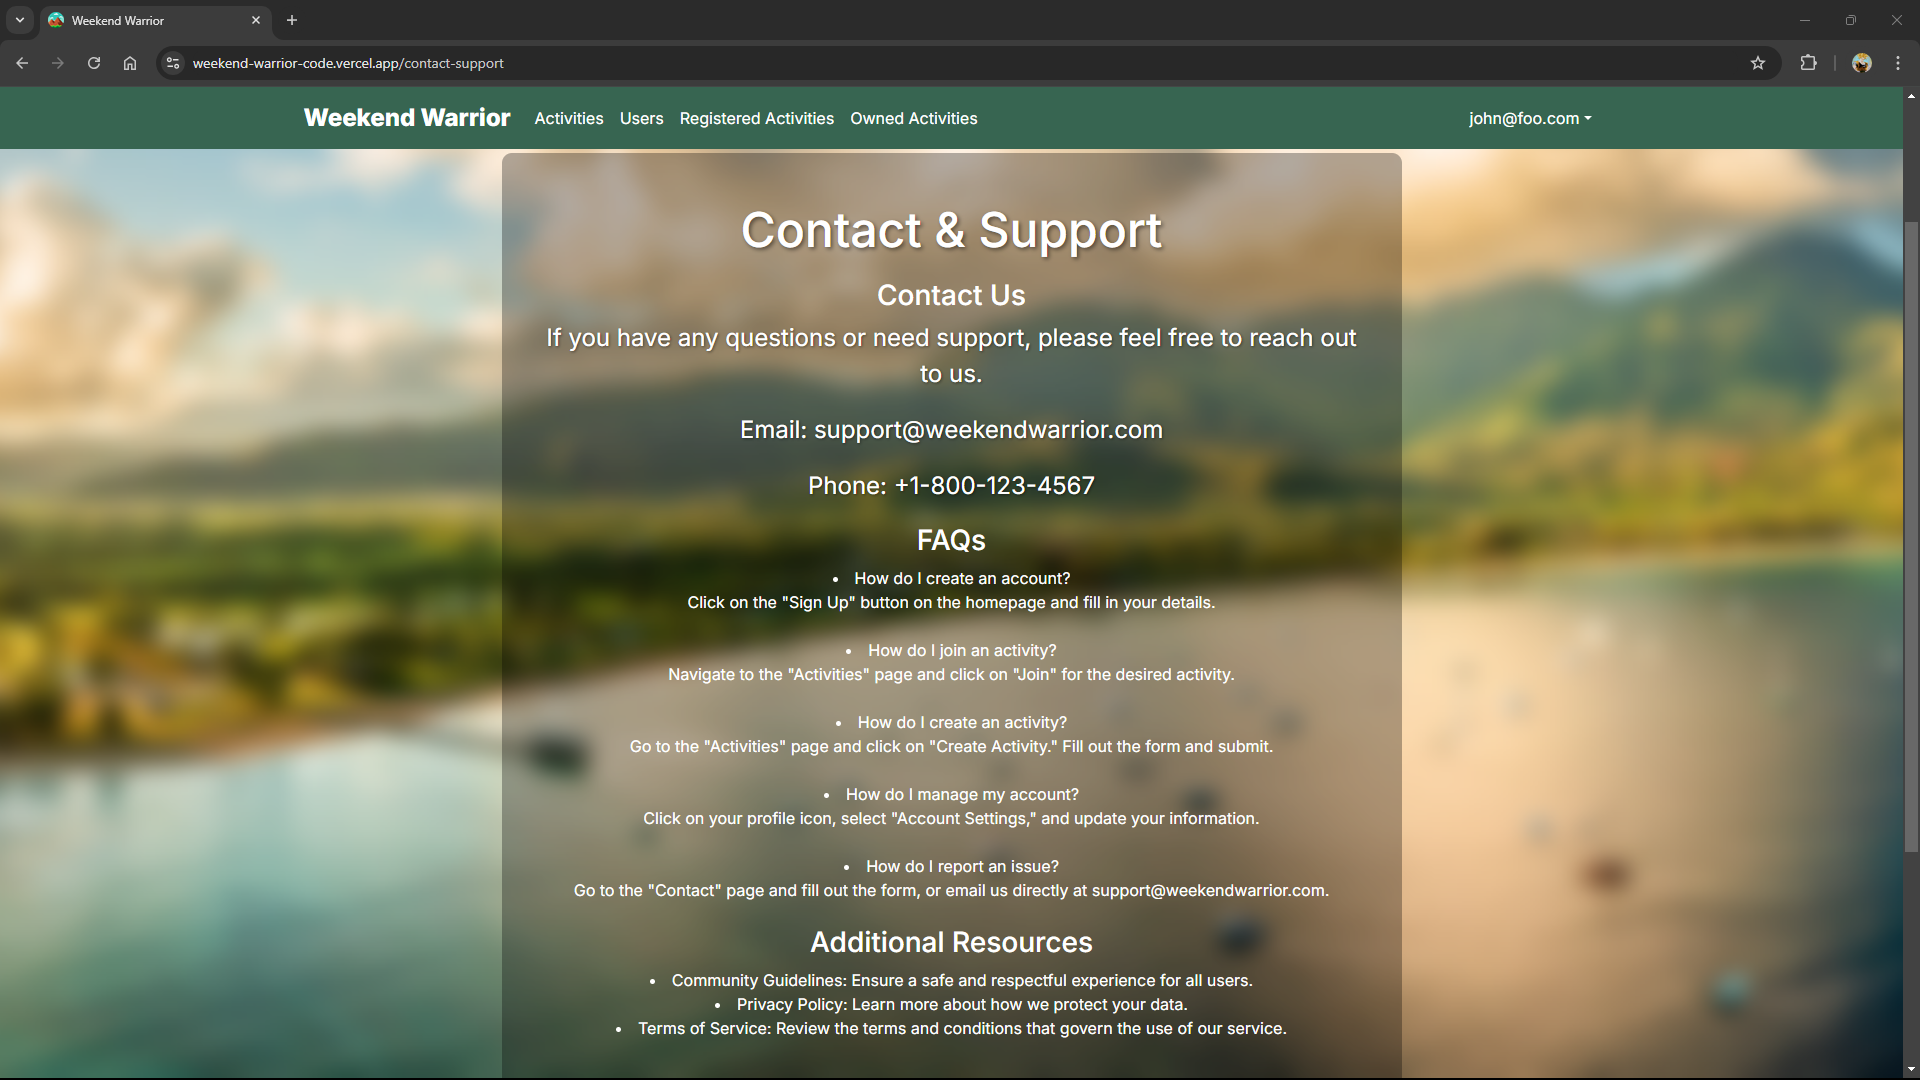 Weekend Warrior
weekend-warrior-code.vercel.app/contact-support
Weekend Warrior Activities Users Registered Activities Owned Activities john@foo.com
Contact & Support
Contact Us
If you have any questions or need support, please feel free to reach out
to us.
Email: support@weekendwarrior.com
Phone: +1-800-123-4567
FAQs
• How do I create an account?
Click on the "Sign Up" button on the homepage and fill in your details.
• How do I join an activity?
Navigate to the "Activities" page and click on "Join" for the desired activity.
• How do I create an activity?
Go to the "Activities" page and click on "Create Activity." Fill out the form and submit.
• How do I manage my account?
Click on your profile icon, select "Account Settings," and update your information.
• How do I report an issue?
Go to the "Contact" page and fill out the form, or email us directly at support@weekendwarrior.com.
Additional Resources
• Community Guidelines: Ensure a safe and respectful experience for all users.
• Privacy Policy: Learn more about how we protect your data.
• Terms of Service: Review the terms and conditions that govern the use of our service.